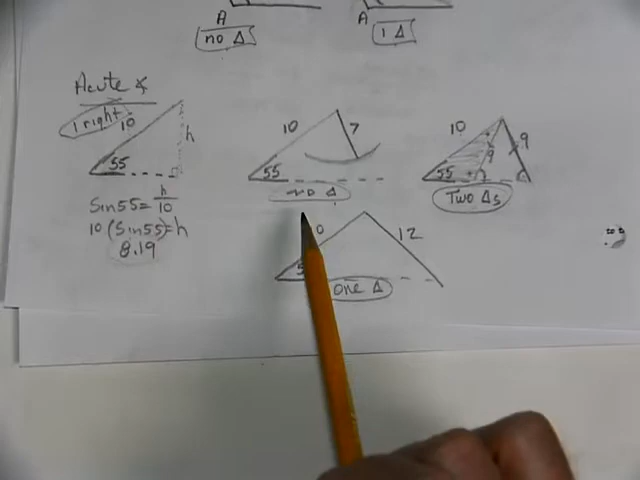 A
A
no Δ
1 Δ
Acute ∡
1 right
10
h
55
Sin55 = h/10
10 (Sin55) = h
8.19
10
7
55
no Δ
10
9
9
55
Two Δs
12
one Δ